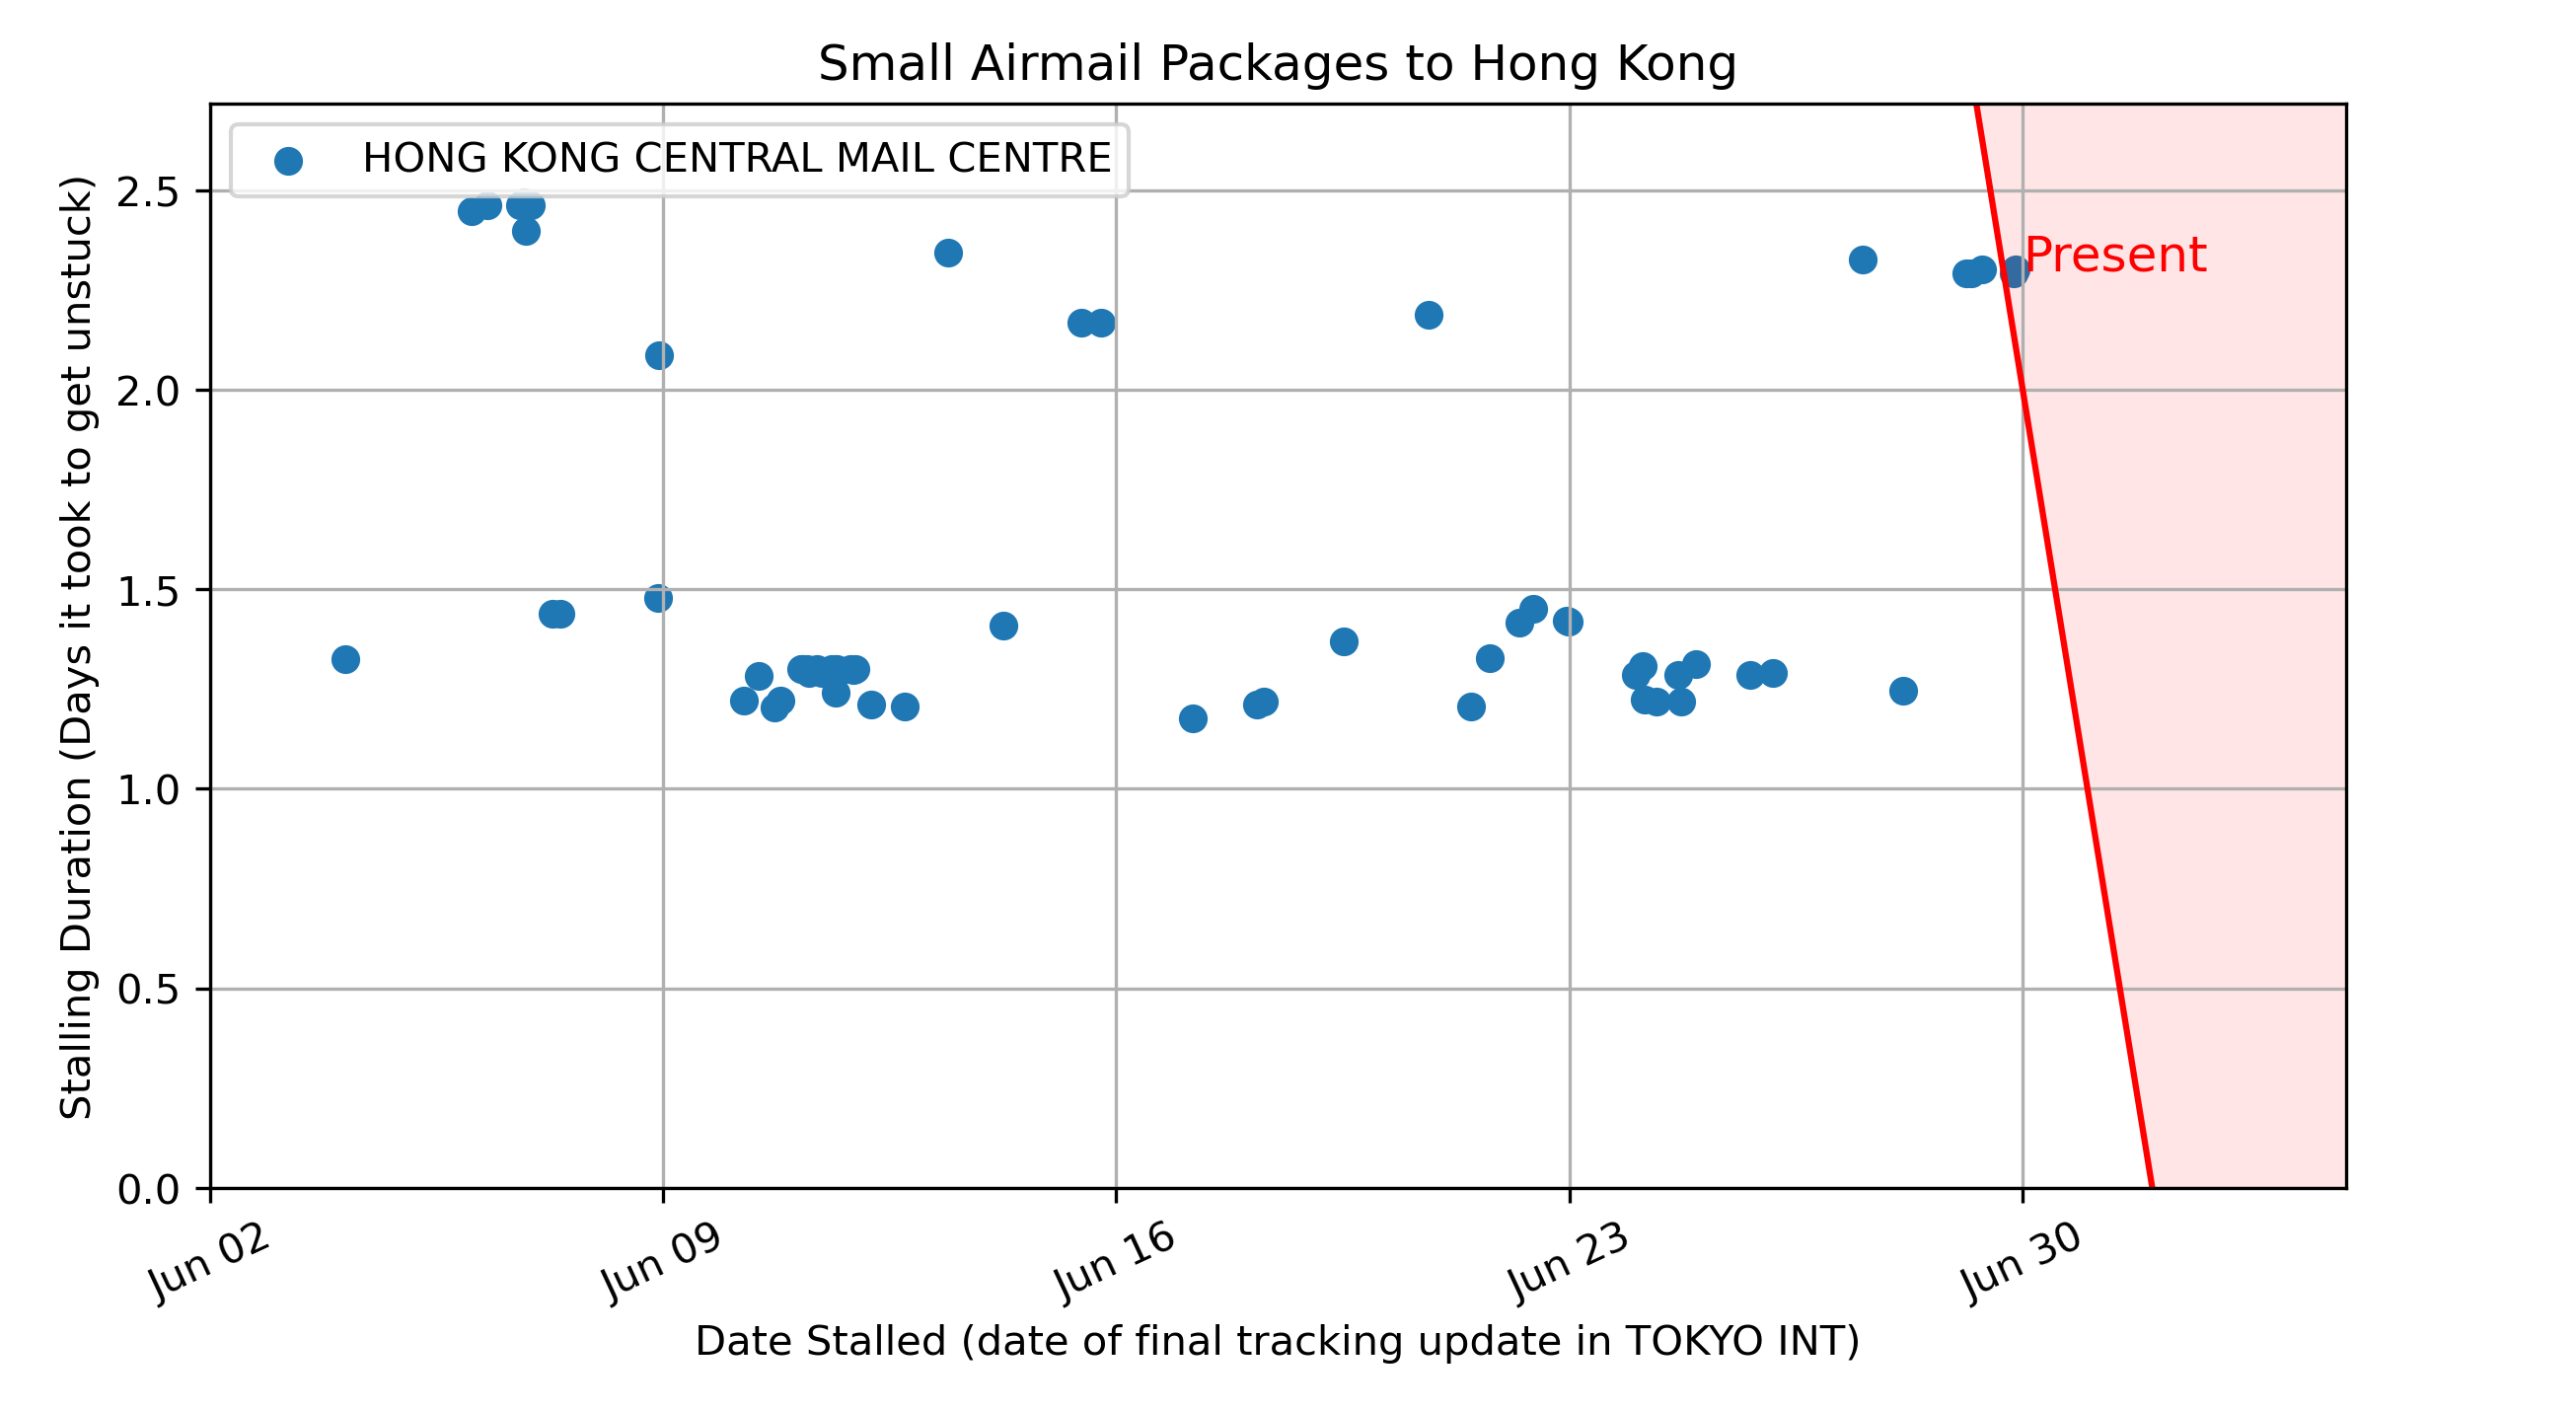 Small Airmail Packages to Hong Kong
HONG KONG CENTRAL MAIL CENTRE
Present
Stalling Duration (Days it took to get unstuck)
2.5
2.0
1.5
1.0
0.5
0.0
Jun 02
Jun 09
Jun 16
Jun 23
Jun 30
Date Stalled (date of final tracking update in TOKYO INT)